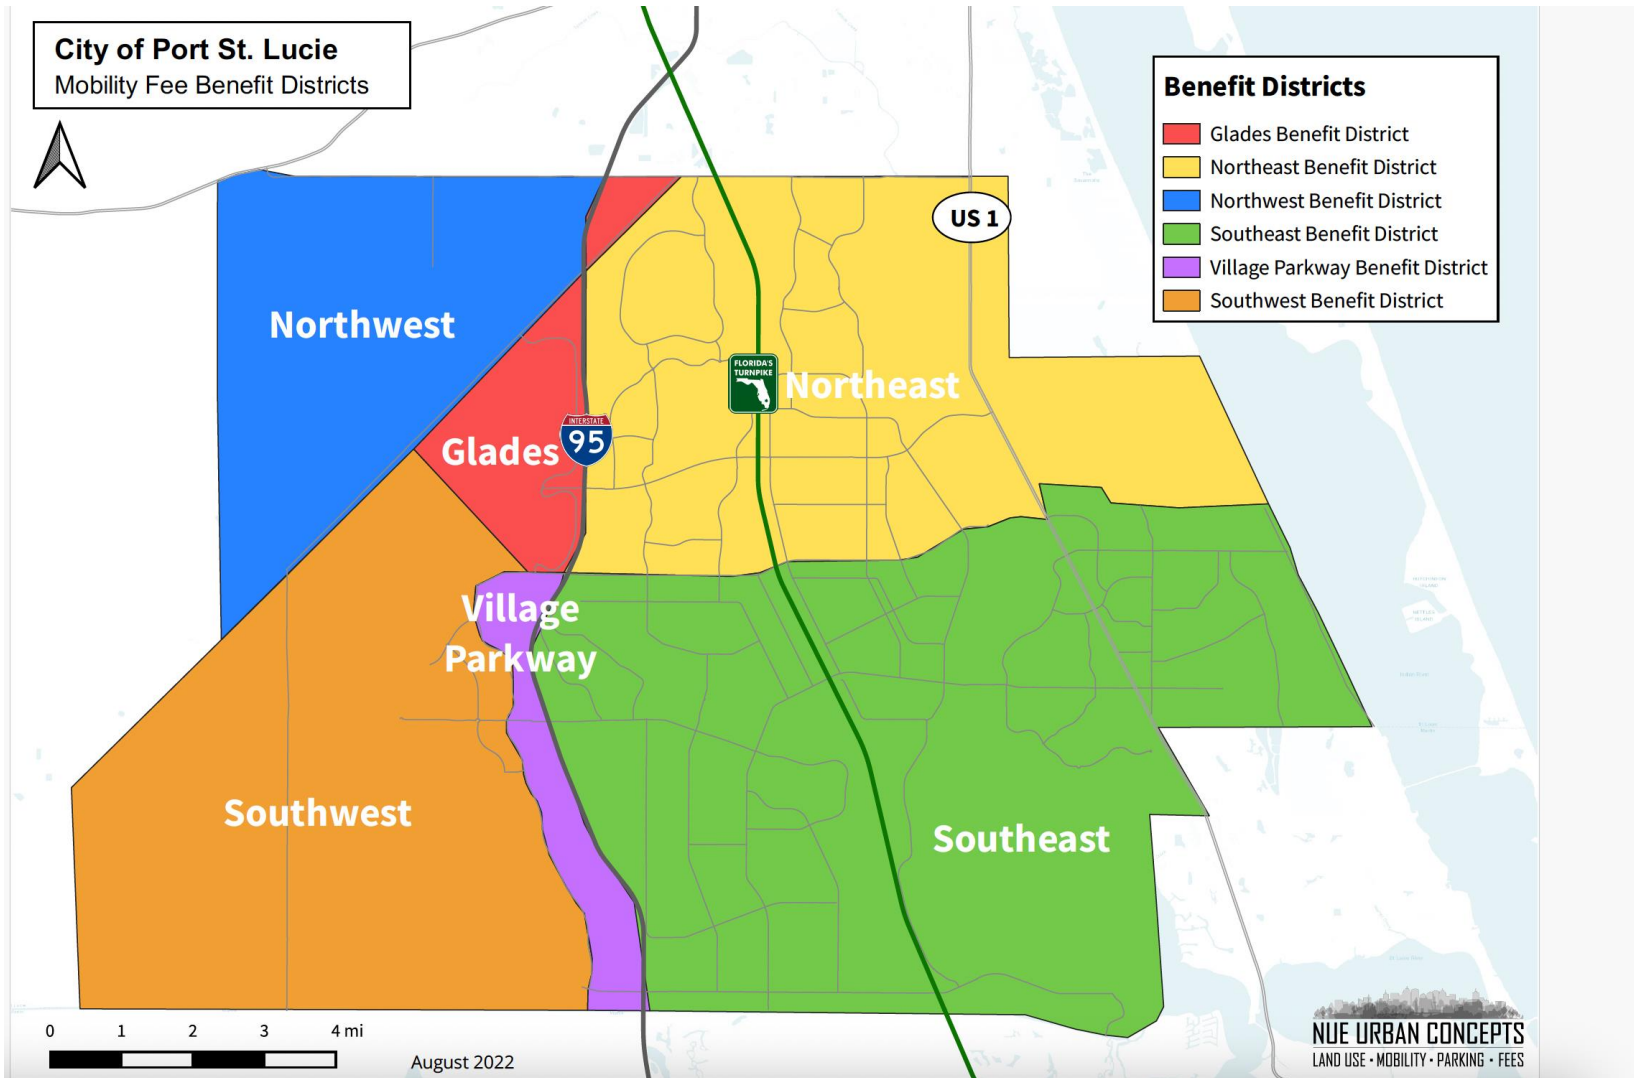 City of Port St. Lucie
Mobility Fee Benefit Districts
Benefit Districts
Glades Benefit District
Northeast Benefit District
Northwest Benefit District
Southeast Benefit District
Village Parkway Benefit District
Southwest Benefit District
US 1
Northwest
FLORIDA'S
TURNPIKE
Northeast
Glades
INTERSTATE
95
Village
Parkway
Southwest
Southeast
0 1 2 3 4 mi
August 2022
NUE URBAN CONCEPTS
LAND USE • MOBILITY • PARKING • FEES